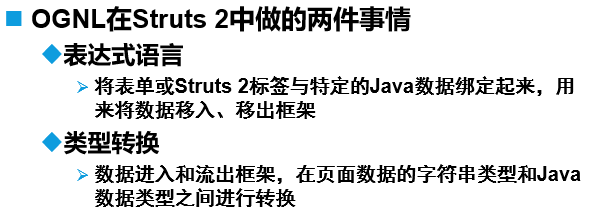 OGNL在Struts 2中做的两件事情
表达式语言
将表单或Struts 2标签与特定的Java数据绑定起来，用
来将数据移入、移出框架
类型转换
数据进入和流出框架，在页面数据的字符串类型和Java
数据类型之间进行转换